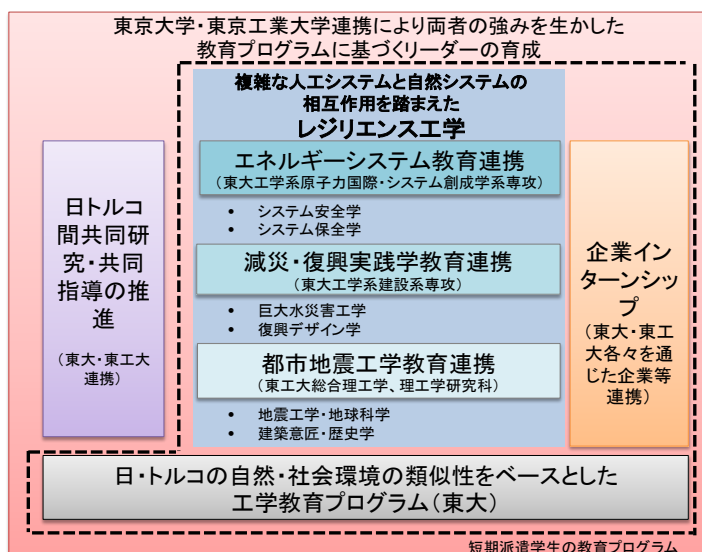 東京大学・東京工業大学連携により両者の強みを生かした
教育プログラムに基づくリーダーの育成
複雑な人工システムと自然システムの
相互作用を踏まえた
レジリエンス工学
エネルギーシステム教育連携
（東大工学系原子力国際・システム創成学系専攻）
• システム安全学
• システム保全学
減災・復興実践学教育連携
（東大工学系建設系専攻）
• 巨大水災害工学
• 復興デザイン学
都市地震工学教育連携
（東工大総合理工学、理工学研究科）
• 地震工学・地球科学
• 建築意匠・歴史学
日トルコ
間共同研
究・共同
指導の推
進
（東大・東工大
連携）
企業イン
ターンシッ
プ
（東大・東工
大各々を通
じた企業等
連携）
日・トルコの自然・社会環境の類似性をベースとした
工学教育プログラム（東大）
短期派遣学生の教育プログラム